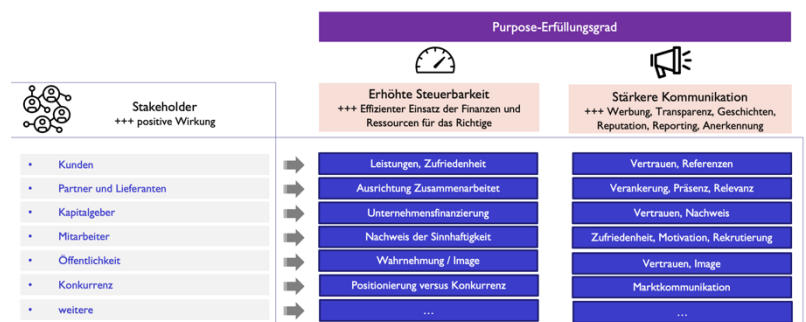 Purpose-Erfüllungsgrad
Stakeholder
+++ positive Wirkung
Erhöhte Steuerbarkeit
+++ Effizienter Einsatz der Finanzen und
Ressourcen für das Richtige
Stärkere Kommunikation
+++ Werbung, Transparenz, Geschichten,
Reputation, Reporting, Anerkennung
• Kunden
Leistungen, Zufriedenheit
Vertrauen, Referenzen
• Partner und Lieferanten
Ausrichtung Zusammenarbeitet
Verankerung, Präsenz, Relevanz
• Kapitalgeber
Unternehmensfinanzierung
Vertrauen, Nachweis
• Mitarbeiter
Nachweis der Sinnhaftigkeit
Zufriedenheit, Motivation, Rekrutierung
• Öffentlichkeit
Wahrnehmung / Image
Vertrauen, Image
• Konkurrenz
Positionierung versus Konkurrenz
Marktkommunikation
• weitere
…
…